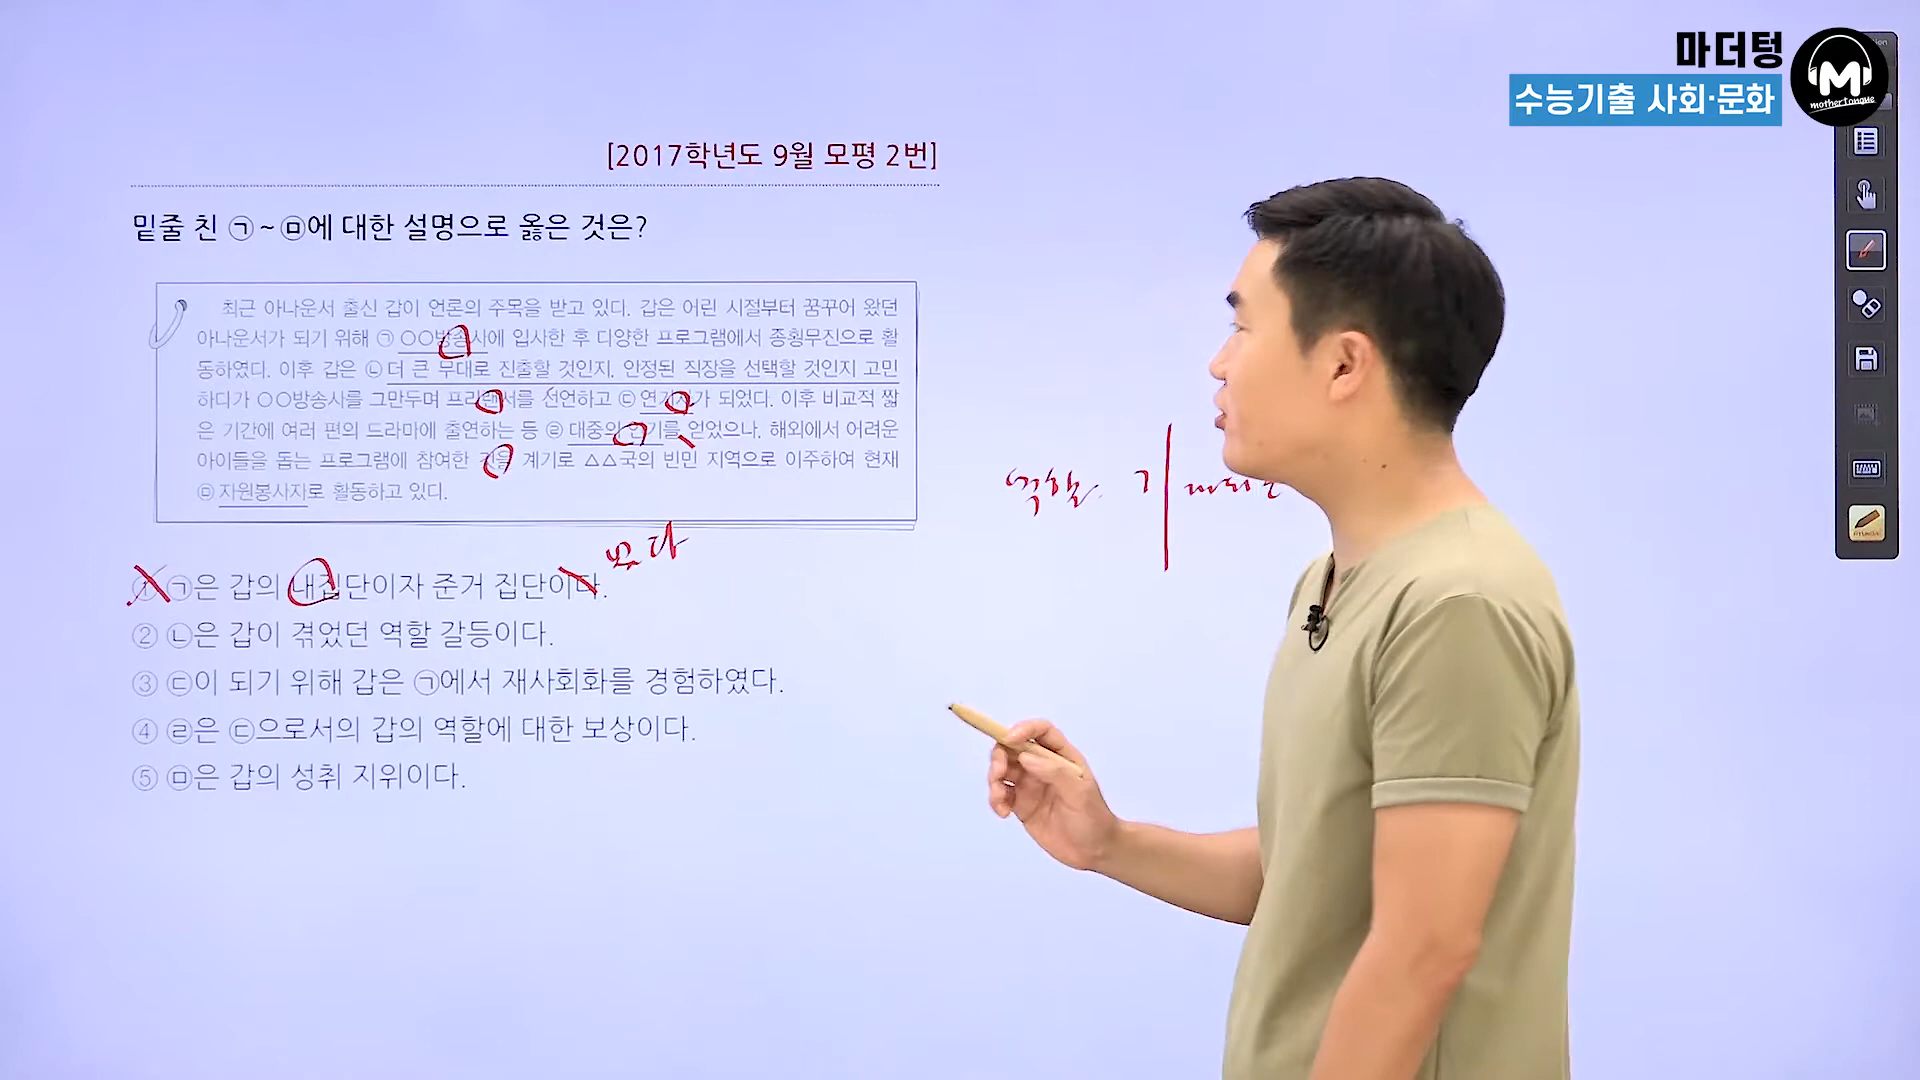 마더텅
수능기출 사회·문화
mothertongue
[2017학년도 9월 모평 2번]
밑줄 친 ㉠~㉤에 대한 설명으로 옳은 것은?
최근 아나운서 출신 갑이 언론의 주목을 받고 있다. 갑은 어린 시절부터 꿈꾸어 왔던
아나운서가 되기 위해 ㉠ 〇〇방송사에 입사한 후 다양한 프로그램에서 종횡무진으로 활
동하였다. 이후 갑은 ㉡ 더 큰 무대로 진출할 것인지, 안정된 직장을 선택할 것인지 고민
하다가 〇〇방송사를 그만두며 프리랜서를 선언하고 ㉢ 연기자가 되었다. 이후 비교적 짧
은 기간에 여러 편의 드라마에 출연하는 등 ㉣ 대중의 인기를 얻었으나, 해외에서 어려운
아이들을 돕는 프로그램에 참여한 것을 계기로 △△국의 빈민 지역으로 이주하여 현재
㉤ 자원봉사자로 활동하고 있다.
역할 기
모다
① ㉠은 갑의 내집단이자 준거 집단이다.
② ㉡은 갑이 겪었던 역할 갈등이다.
③ ㉢이 되기 위해 갑은 ㉠에서 재사회화를 경험하였다.
④ ㉣은 ㉢으로서의 갑의 역할에 대한 보상이다.
⑤ ㉤은 갑의 성취 지위이다.